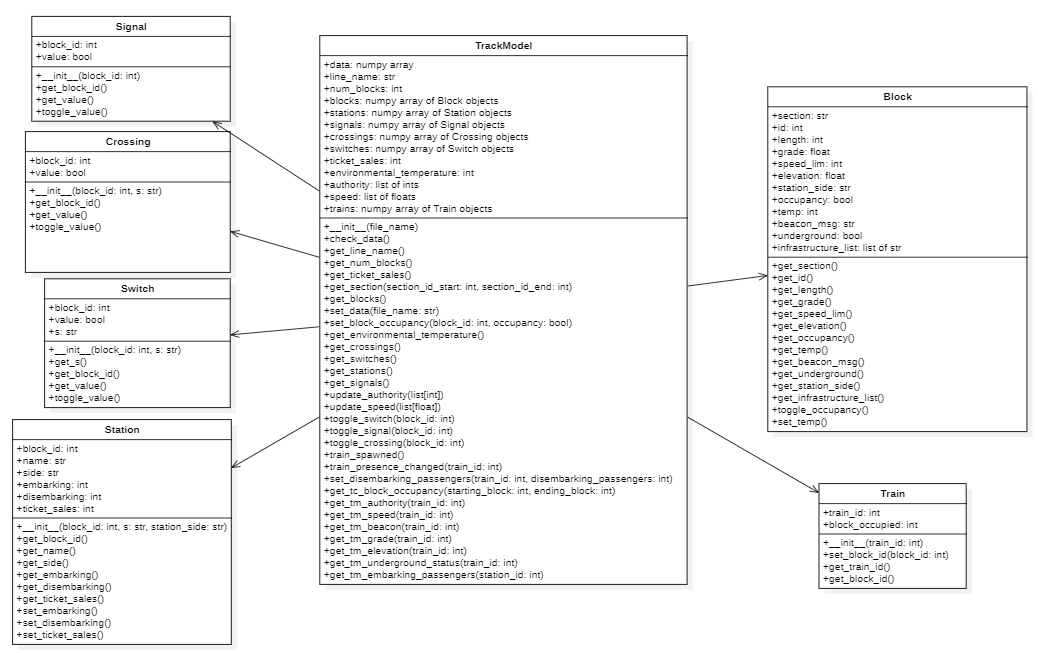 Signal
+block_id: int
+value: bool
+__init__(block_id: int)
+get_block_id()
+get_value()
+toggle_value()
Crossing
+block_id: int
+value: bool
+__init__(block_id: int, s: str)
+get_block_id()
+get_value()
+toggle_value()
Switch
+block_id: int
+value: bool
+s: str
+__init__(block_id: int, s: str)
+get_s()
+get_block_id()
+get_value()
+toggle_value()
Station
+block_id: int
+name: str
+side: str
+embarking: int
+disembarking: int
+ticket_sales: int
+__init__(block_id: int, s: str, station_side: str)
+get_block_id()
+get_name()
+get_side()
+get_embarking()
+get_disembarking()
+get_ticket_sales()
+set_embarking()
+set_disembarking()
+set_ticket_sales()
TrackModel
+data: numpy array
+line_name: str
+num_blocks: int
+blocks: numpy array of Block objects
+stations: numpy array of Station objects
+signals: numpy array of Signal objects
+crossings: numpy array of Crossing objects
+switches: numpy array of Switch objects
+ticket_sales: int
+environmental_temperature: int
+authority: list of ints
+speed: list of floats
+trains: numpy array of Train objects
+__init__(file_name)
+check_data()
+get_line_name()
+get_num_blocks()
+get_ticket_sales()
+get_section(section_id_start: int, section_id_end: int)
+get_blocks()
+set_data(file_name: str)
+set_block_occupancy(block_id: int, occupancy: bool)
+get_environmental_temperature()
+get_crossings()
+get_switches()
+get_stations()
+get_signals()
+update_authority(list[int])
+update_speed(list[float])
+toggle_switch(block_id: int)
+toggle_signal(block_id: int)
+toggle_crossing(block_id: int)
+train_spawned()
+train_presence_changed(train_id: int)
+set_disembarking_passengers(train_id: int, disembarking_passengers: int)
+get_tc_block_occupancy(starting_block: int, ending_block: int)
+get_tm_authority(train_id: int)
+get_tm_speed(train_id: int)
+get_tm_beacon(train_id: int)
+get_tm_grade(train_id: int)
+get_tm_elevation(train_id: int)
+get_tm_underground_status(train_id: int)
+get_tm_embarking_passengers(station_id: int)
Block
+section: str
+id: int
+length: int
+grade: float
+speed_lim: int
+elevation: float
+station_side: str
+occupancy: bool
+temp: int
+beacon_msg: str
+underground: bool
+infrastructure_list: list of str
+get_section()
+get_id()
+get_length()
+get_grade()
+get_speed_lim()
+get_elevation()
+get_occupancy()
+get_temp()
+get_beacon_msg()
+get_underground()
+get_station_side()
+get_infrastructure_list()
+toggle_occupancy()
+set_temp()
Train
+train_id: int
+block_occupied: int
+__init__(train_id: int)
+set_block_id(block_id: int)
+get_train_id()
+get_block_id()